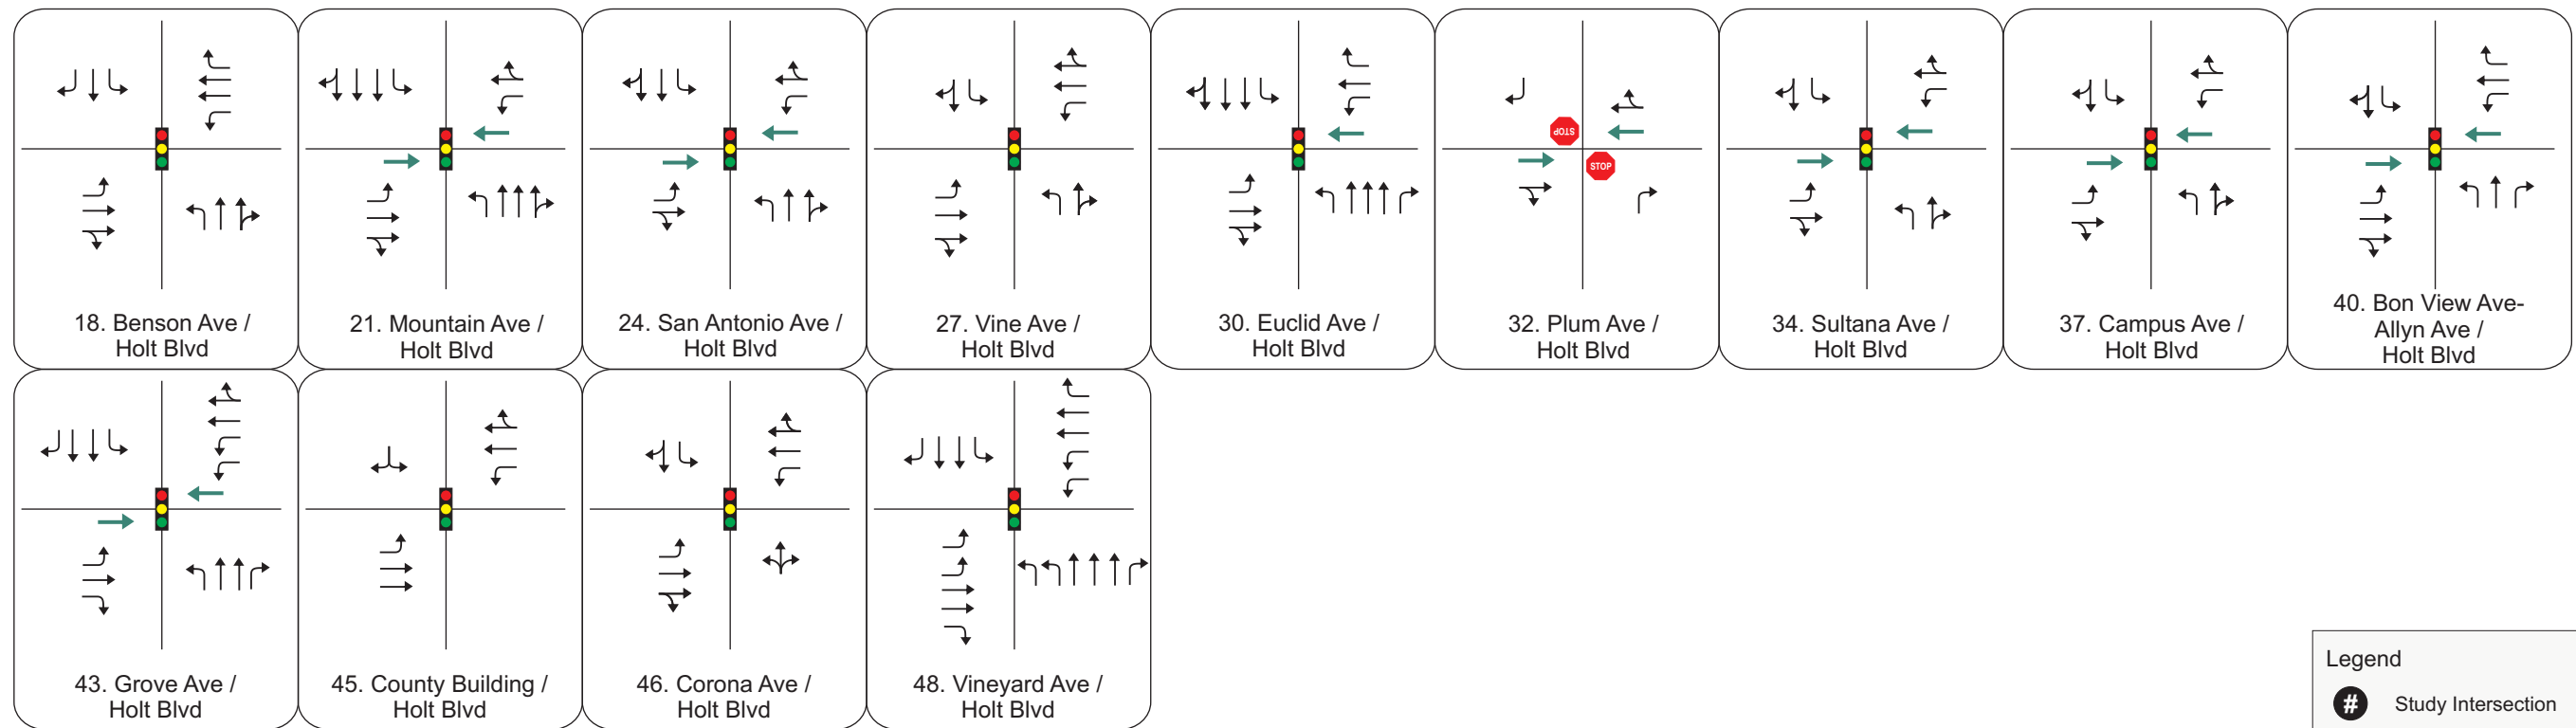 18. Benson Ave /
Holt Blvd
21. Mountain Ave /
Holt Blvd
24. San Antonio Ave /
Holt Blvd
27. Vine Ave /
Holt Blvd
30. Euclid Ave /
Holt Blvd
STOP
STOP
32. Plum Ave /
Holt Blvd
34. Sultana Ave /
Holt Blvd
37. Campus Ave /
Holt Blvd
40. Bon View Ave-
Allyn Ave /
Holt Blvd
43. Grove Ave /
Holt Blvd
45. County Building /
Holt Blvd
46. Corona Ave /
Holt Blvd
48. Vineyard Ave /
Holt Blvd
Legend
# Study Intersection